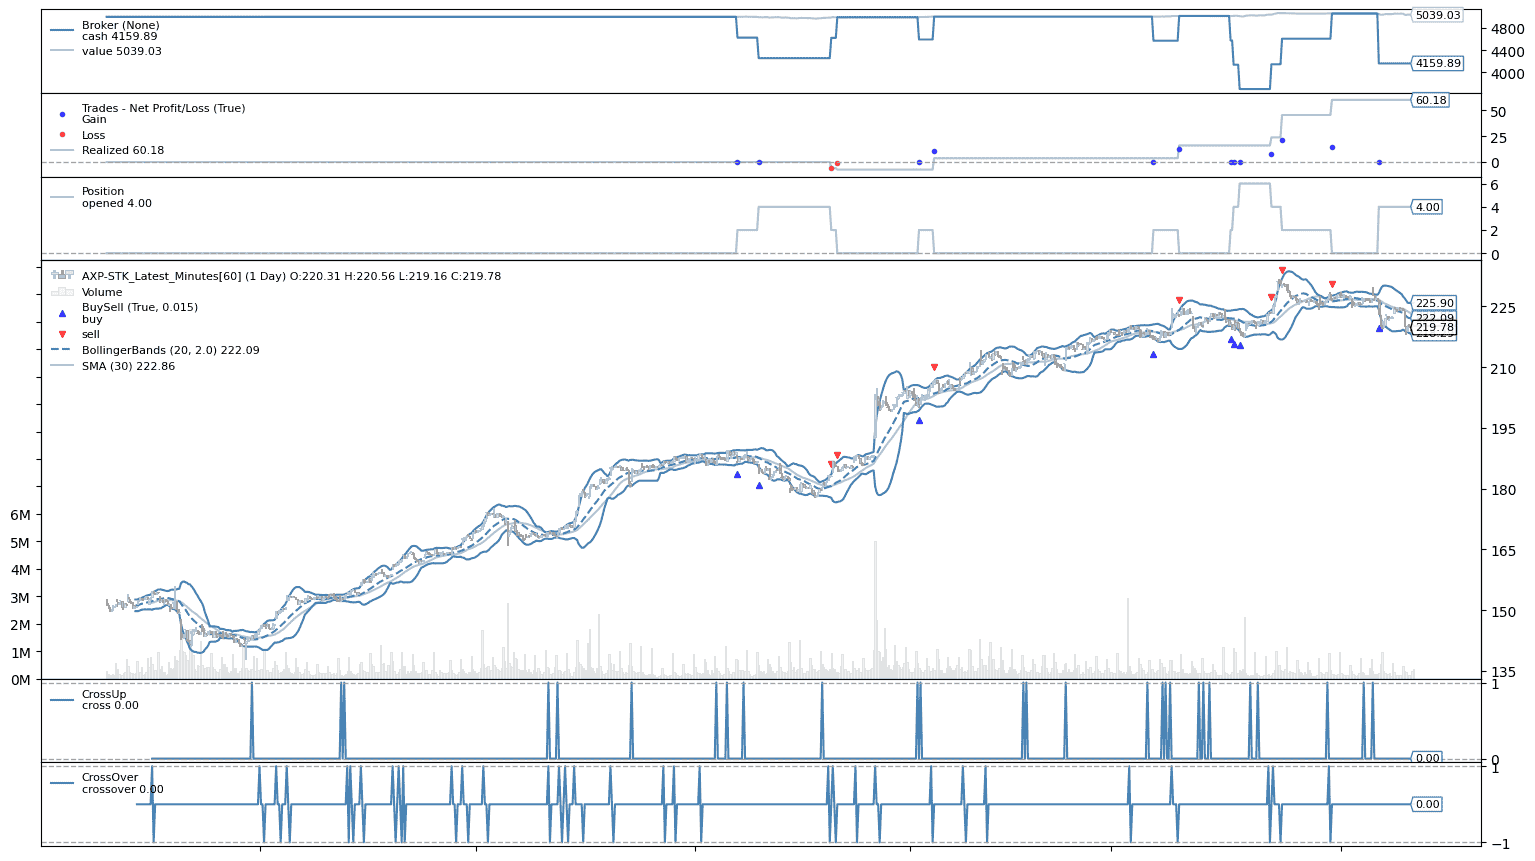 Broker (None)
cash 4159.89
value 5039.03
5039.03
4800
4400
4159.89
4000
Trades - Net Profit/Loss (True)
Gain
Loss
Realized 60.18
60.18
50
25
0
Position
opened 4.00
6
4.00
4
2
0
AXP-STK_Latest_Minutes[60] (1 Day) O:220.31 H:220.56 L:219.16 C:219.78
Volume
BuySell (True, 0.015)
buy
sell
BollingerBands (20, 2.0) 222.09
SMA (30) 222.86
225.90
225
222.09
219.78
210
195
180
165
150
135
6M
5M
4M
3M
2M
1M
0M
CrossUp
cross 0.00
1
0.00
0
CrossOver
crossover 0.00
1
0.00
−1